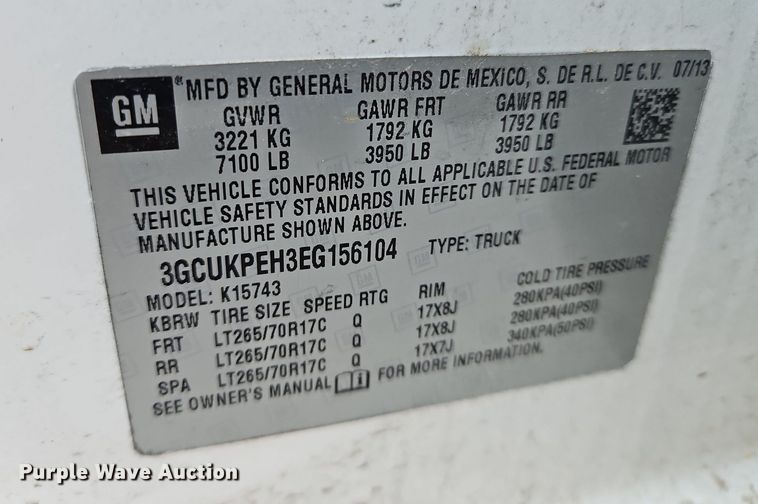 GM
® MFD BY GENERAL MOTORS DE MEXICO, S. DE R.L. DE C.V. 07/13
GVWR GAWR FRT GAWR RR
3221 KG 1792 KG 1792 KG
7100 LB 3950 LB 3950 LB
THIS VEHICLE CONFORMS TO ALL APPLICABLE U.S. FEDERAL MOTOR
VEHICLE SAFETY STANDARDS IN EFFECT ON THE DATE OF
MANUFACTURE SHOWN ABOVE.
3GCUKPEH3EG156104 TYPE: TRUCK
MODEL: K15743
KBRW TIRE SIZE SPEED RTG RIM COLD TIRE PRESSURE
FRT LT265/70R17C Q 17X8J 280KPA(40PSI)
RR LT265/70R17C Q 17X8J 280KPA(40PSI)
SPA LT265/70R17C Q 17X7J 340KPA(50PSI)
SEE OWNER'S MANUAL FOR MORE INFORMATION.
Purple Wave Auction